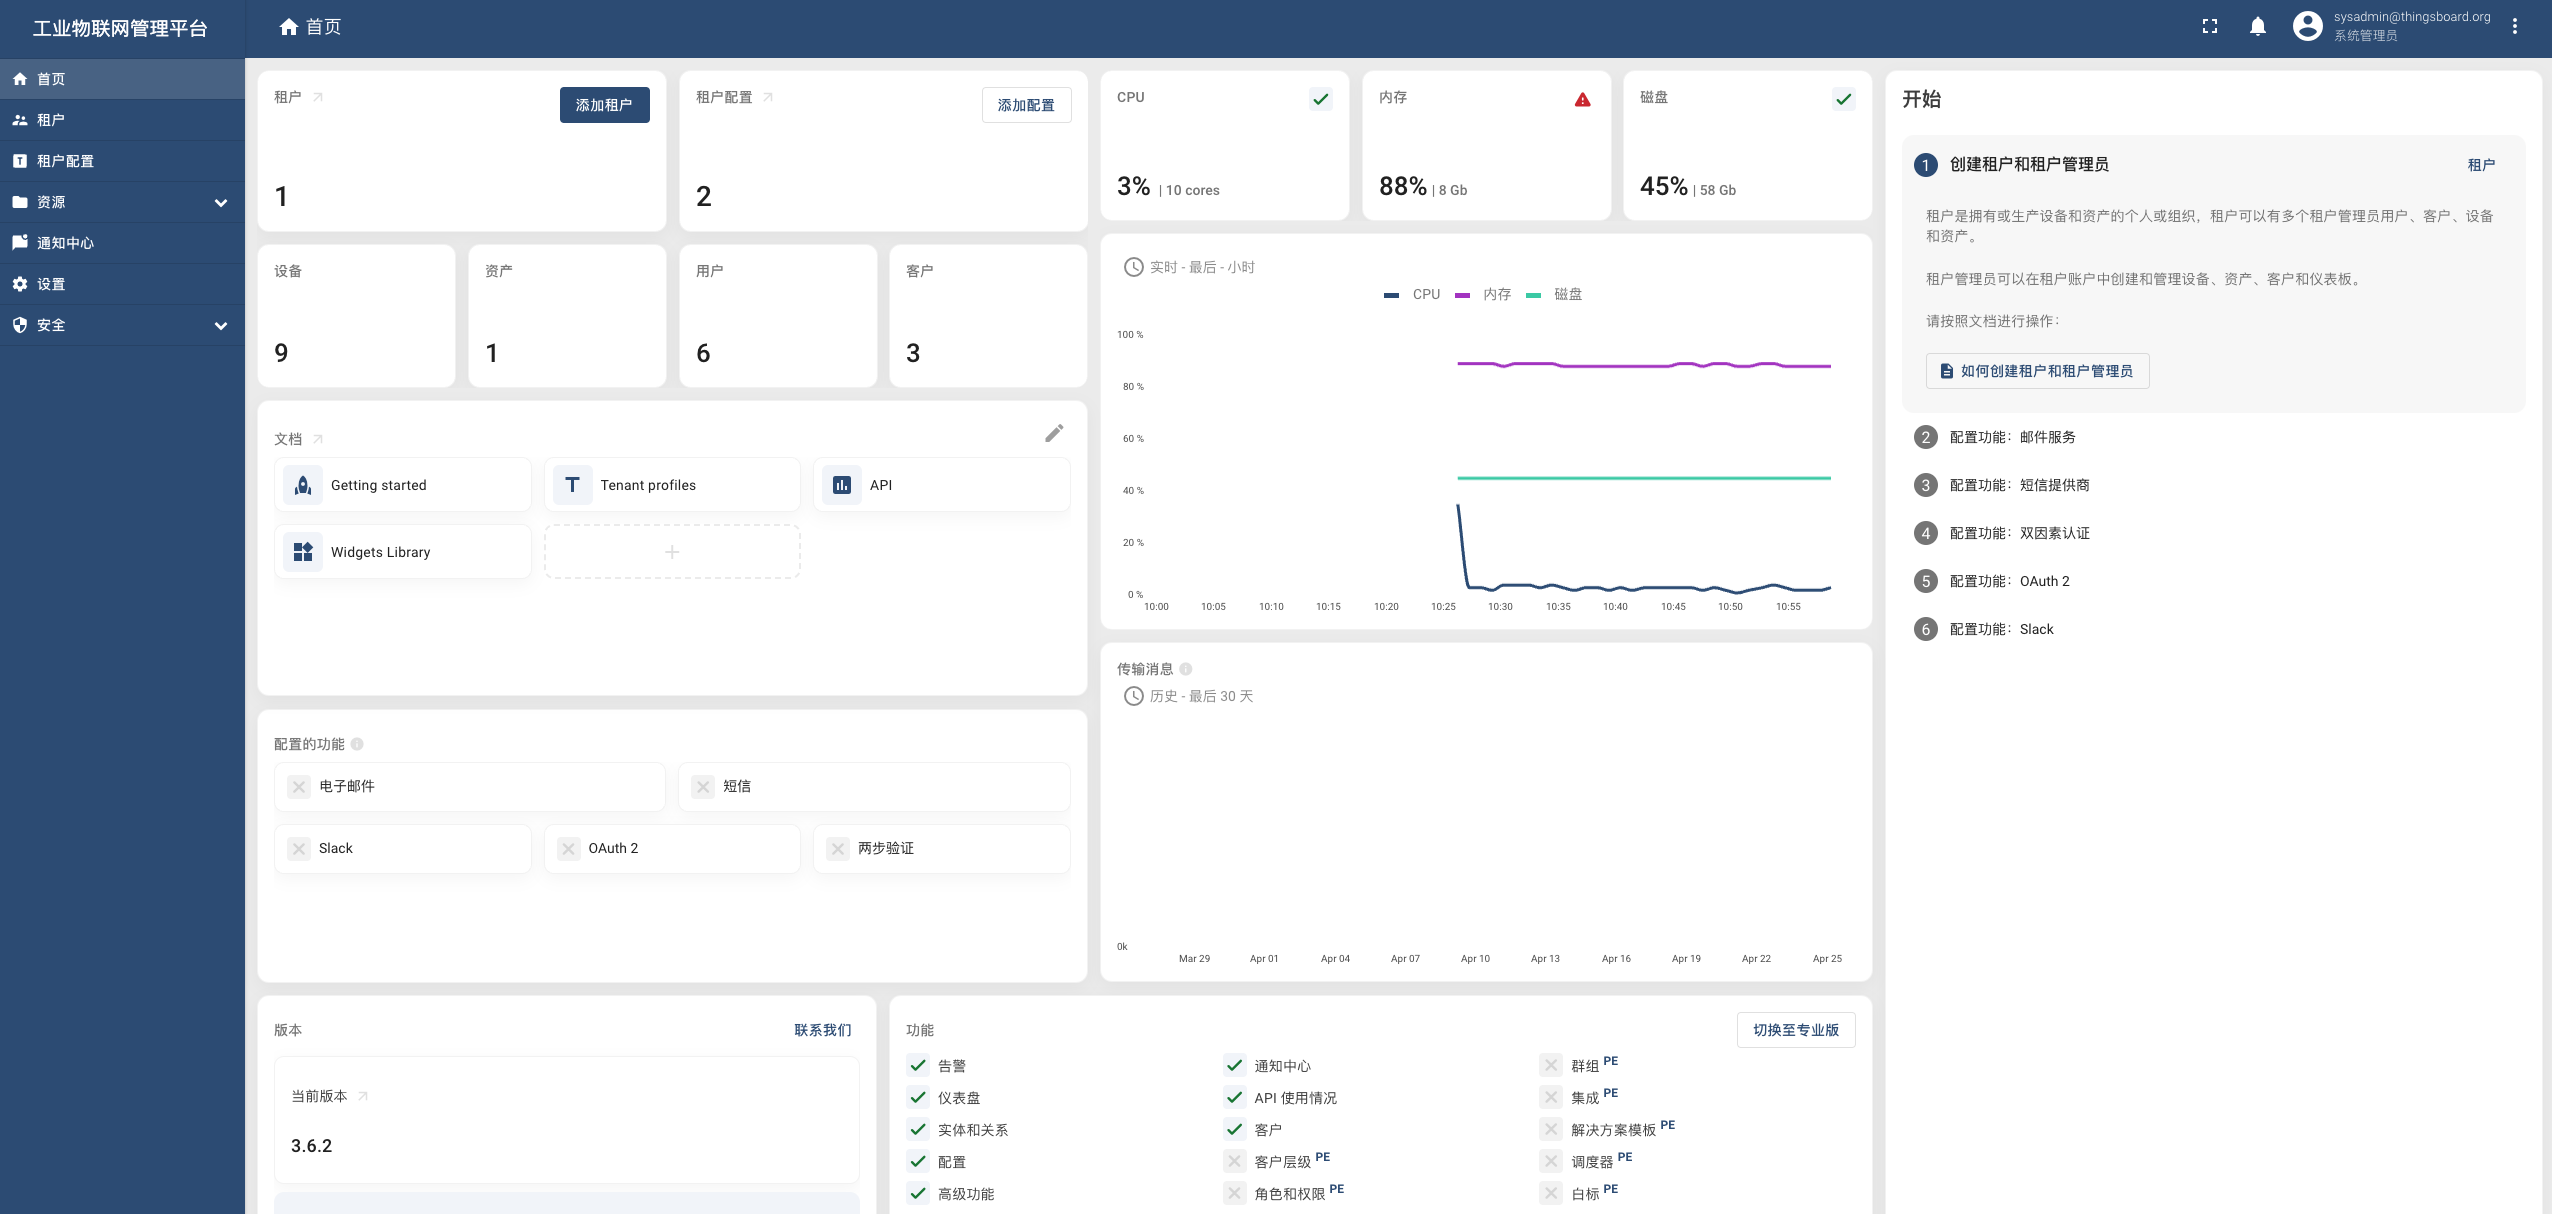 工业物联网管理平台
首页
sysadmin@thingsboard.org
系统管理员
首页
租户
租户配置
资源
通知中心
设置
安全
租户
添加租户
1
租户配置
添加配置
2
设备
9
资产
1
用户
6
客户
3
文档
Getting started
Tenant profiles
API
Widgets Library
配置的功能
电子邮件
短信
Slack
OAuth 2
两步验证
CPU
3% | 10 cores
内存
88% | 8 Gb
磁盘
45% | 58 Gb
实时 - 最后 - 小时
CPU 内存 磁盘
100 %
80 %
60 %
40 %
20 %
0 %
10:00 10:05 10:10 10:15 10:20 10:25 10:30 10:35 10:40 10:45 10:50 10:55
传输消息
历史 - 最后 30 天
0k
Mar 29 Apr 01 Apr 04 Apr 07 Apr 10 Apr 13 Apr 16 Apr 19 Apr 22 Apr 25
版本
联系我们
当前版本
3.6.2
功能
切换至专业版
告警
仪表盘
实体和关系
配置
高级功能
通知中心
API 使用情况
客户
客户层级 PE
角色和权限 PE
群组 PE
集成 PE
解决方案模板 PE
调度器 PE
白标 PE
开始
1 创建租户和租户管理员
租户
租户是拥有或生产设备和资产的个人或组织，租户可以有多个租户管理员用户、客户、设备
和资产。
租户管理员可以在租户账户中创建和管理设备、资产、客户和仪表板。
请按照文档进行操作：
如何创建租户和租户管理员
2 配置功能：邮件服务
3 配置功能：短信提供商
4 配置功能：双因素认证
5 配置功能：OAuth 2
6 配置功能：Slack